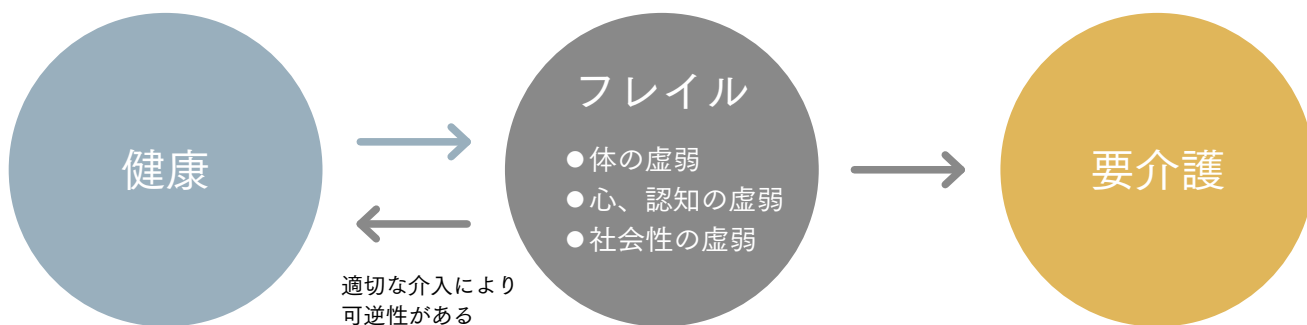 健康
フレイル
●体の虚弱
●心、認知の虚弱
●社会性の虚弱
要介護
適切な介入により
可逆性がある